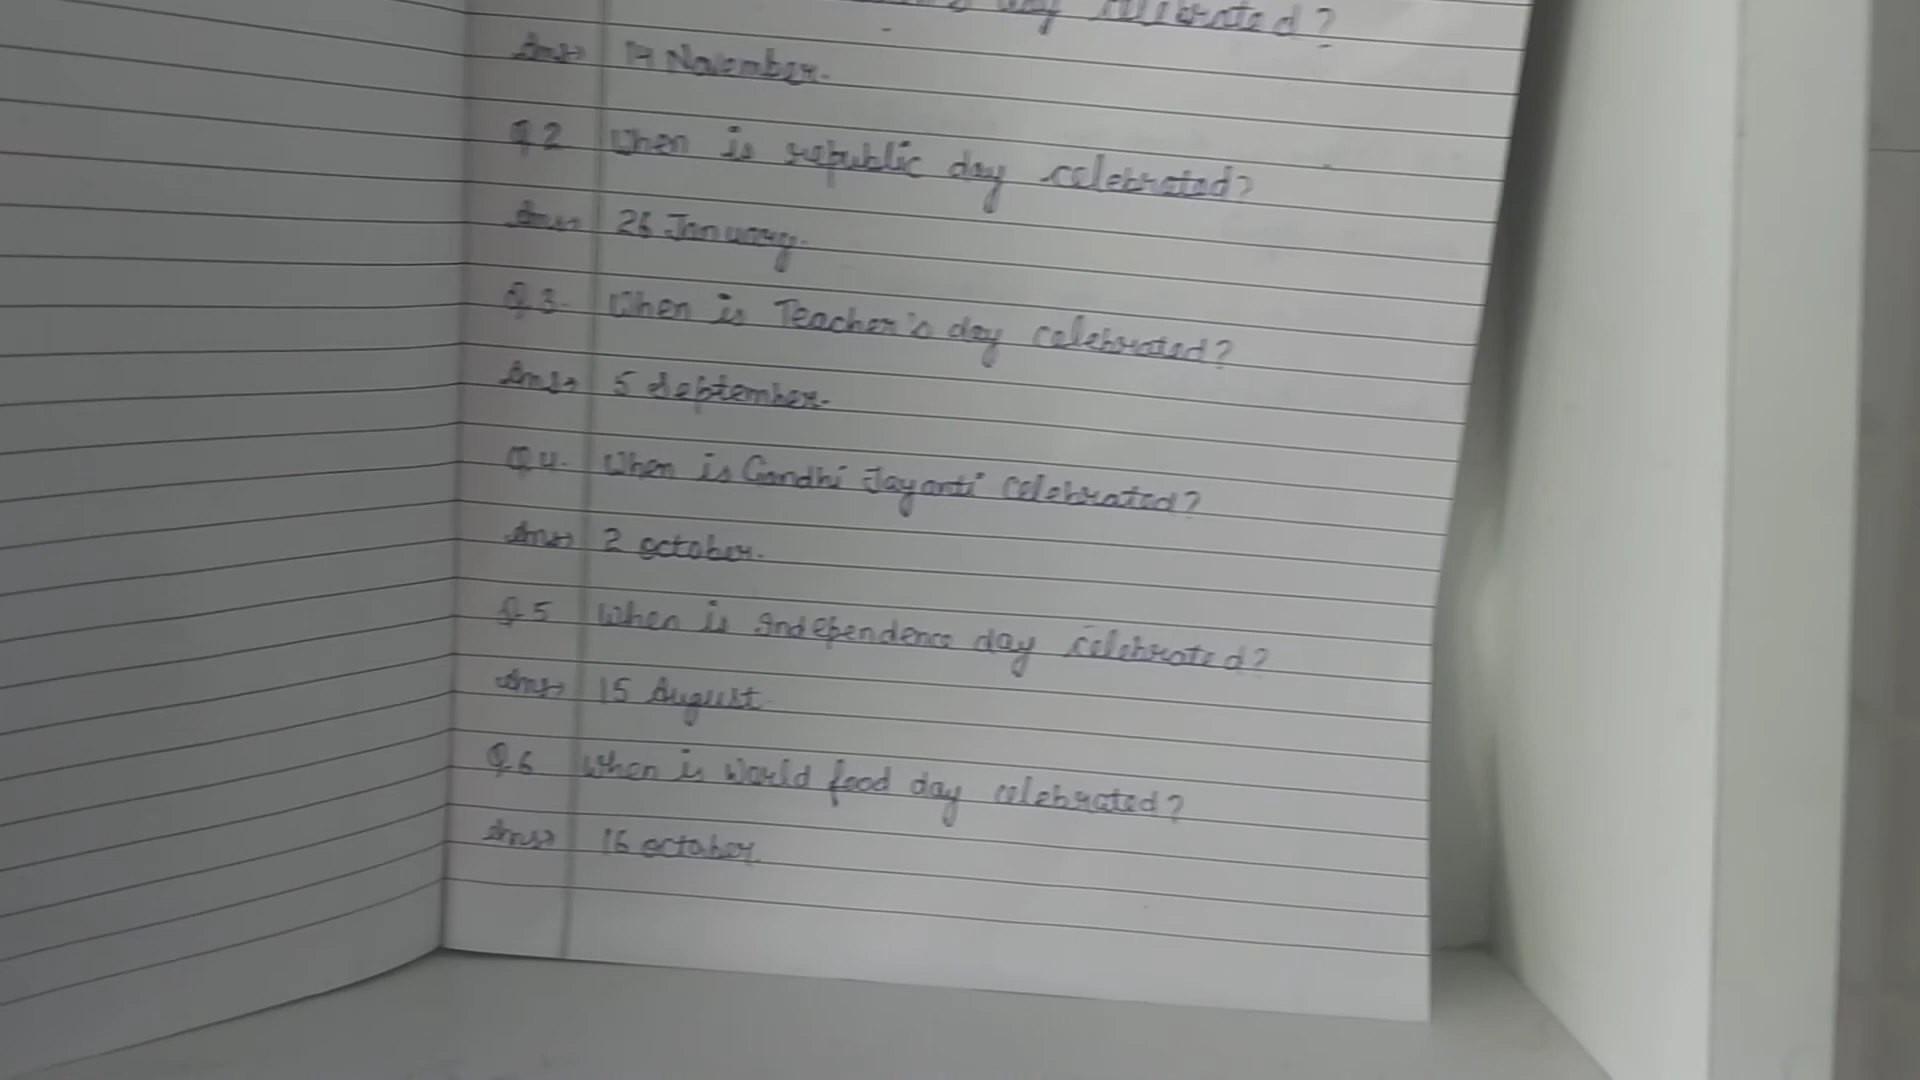 day celebrated?
Ans→ 14 November.
Q 2 When is republic day celebrated?
Ans→ 26 January.
Q 3. When is Teacher's day celebrated?
Ans→ 5 September.
Q 4. When is Gandhi Jayanti celebrated?
Ans→ 2 october.
Q 5 When is Independence day celebrated?
Ans→ 15 August.
Q 6 When is World food day celebrated?
Ans→ 16 october.